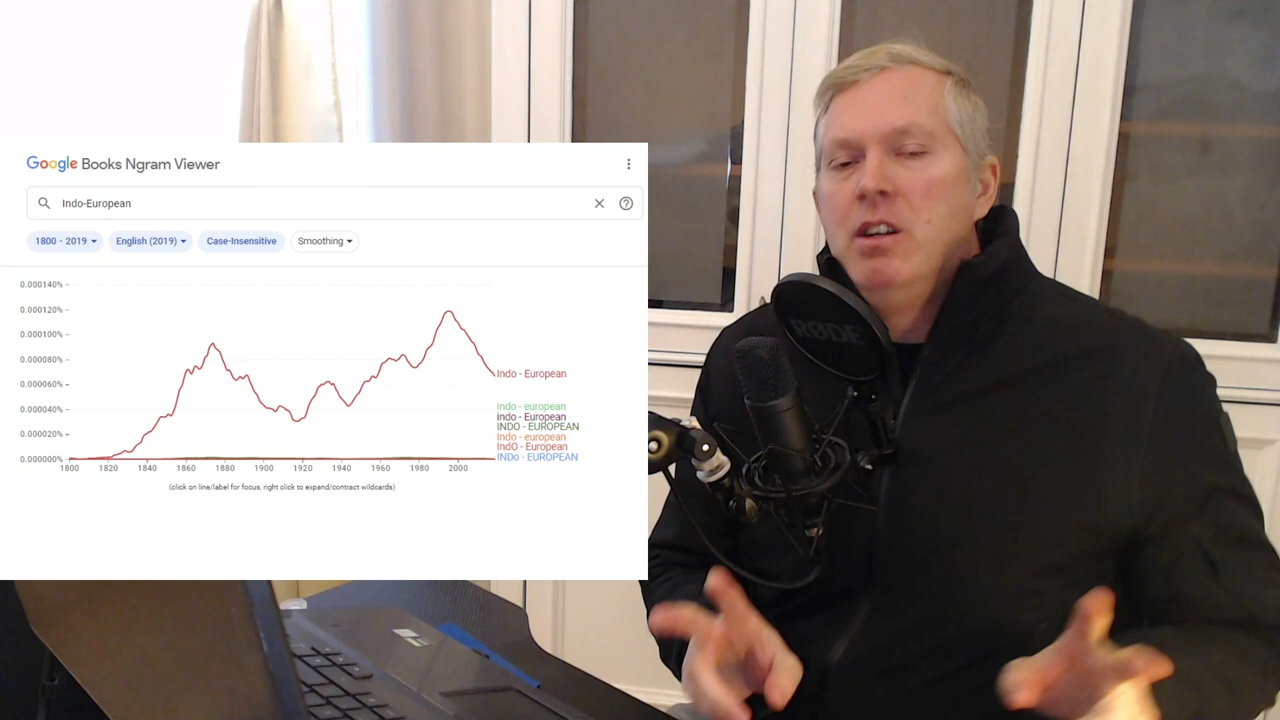 Google Books Ngram Viewer
Indo-European
1800 - 2019
English (2019)
Case-Insensitive
Smoothing
0.000140%
0.000120%
0.000100%
0.000080%
0.000060%
0.000040%
0.000020%
0.000000%
Indo - European
indo - european
indo - European
INDO - EUROPEAN
Indo - european
IndO - European
INDo - EUROPEAN
1800 1820 1840 1860 1880 1900 1920 1940 1960 1980 2000
(click on line/label for focus, right click to expand/contract wildcards)
RØDE